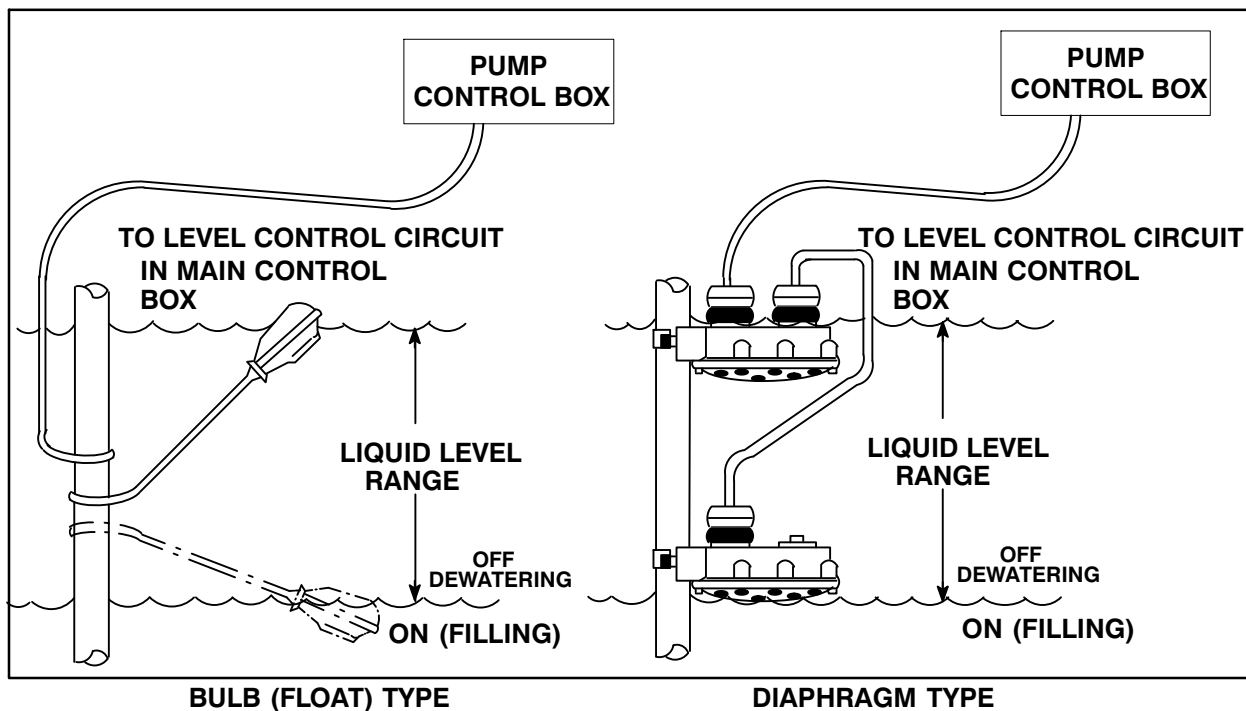 PUMP
CONTROL BOX
TO LEVEL CONTROL CIRCUIT
IN MAIN CONTROL
BOX
LIQUID LEVEL
RANGE
OFF
DEWATERING
ON (FILLING)
BULB (FLOAT) TYPE
PUMP
CONTROL BOX
TO LEVEL CONTROL CIRCUIT
IN MAIN CONTROL
BOX
LIQUID LEVEL
RANGE
OFF
DEWATERING
ON (FILLING)
DIAPHRAGM TYPE